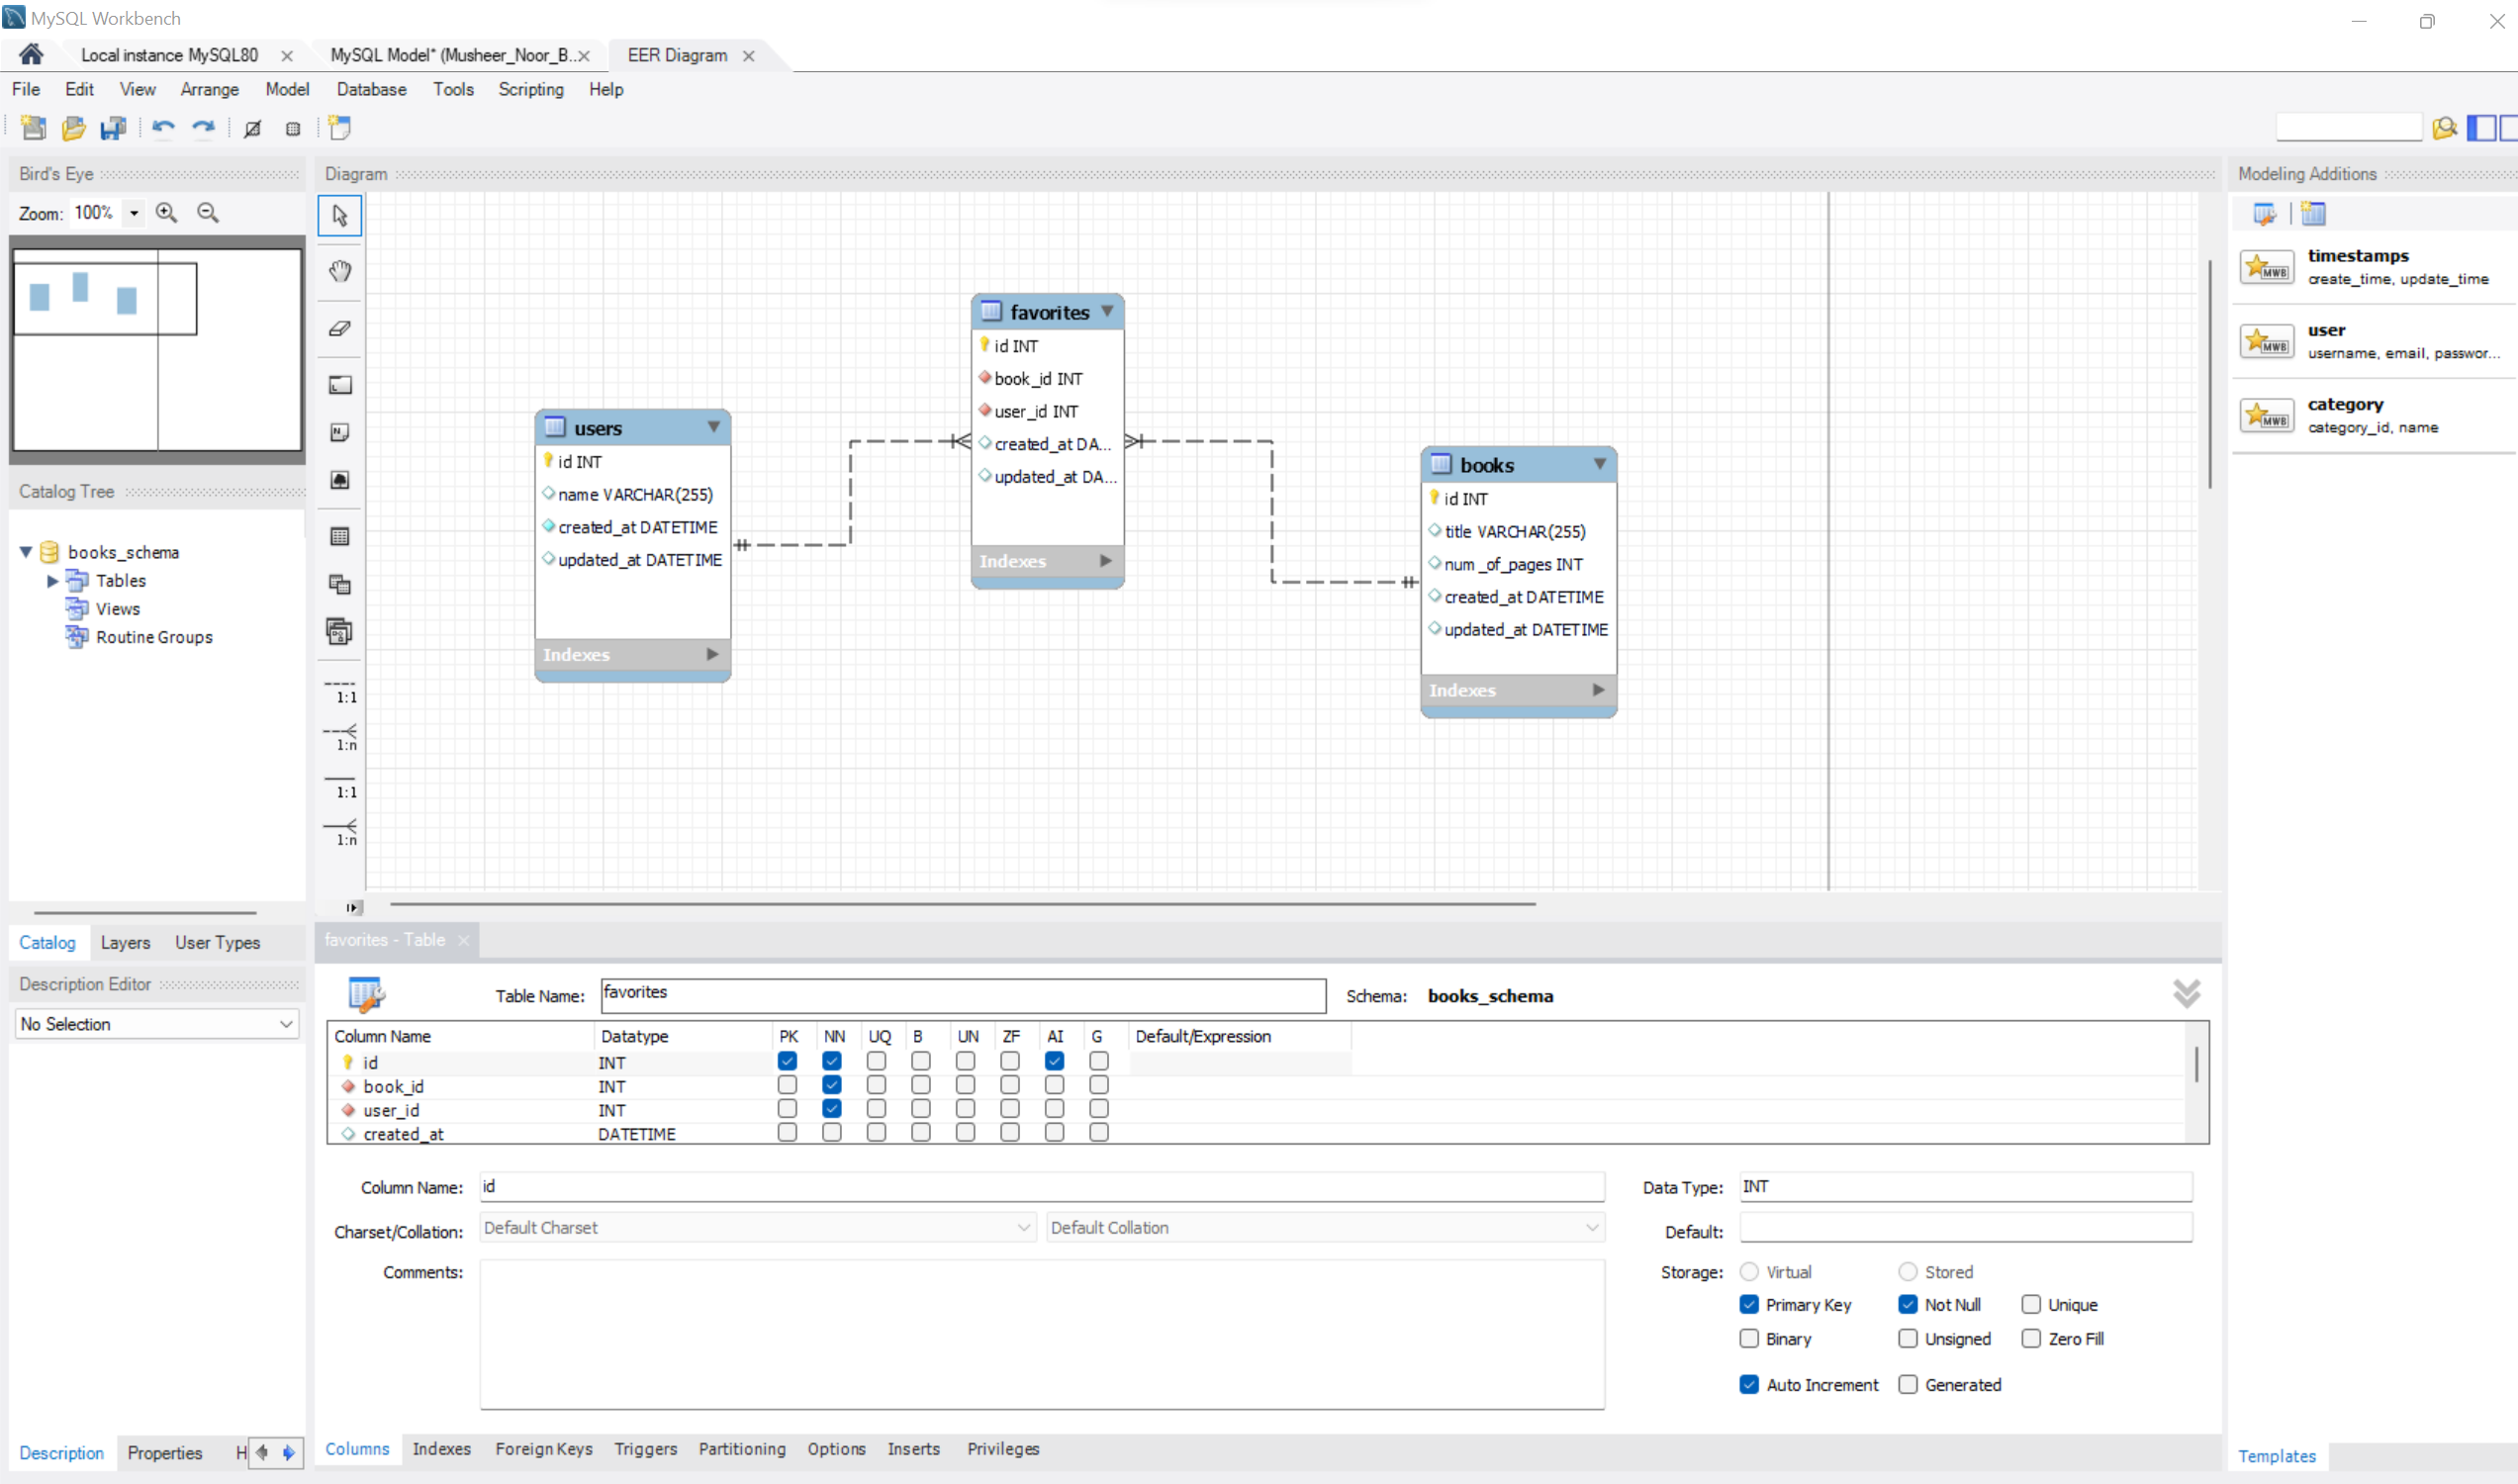 MySQL Workbench
Local instance MySQL80
MySQL Model* (Musheer_Noor_B..
EER Diagram
File Edit View Arrange Model Database Tools Scripting Help
Bird's Eye
Zoom: 100%
Catalog Tree
books_schema
Tables
Views
Routine Groups
Catalog Layers User Types
Description Editor
No Selection
Description Properties H
Diagram
1:1
1:n
1:1
1:n
users
id INT
name VARCHAR(255)
created_at DATETIME
updated_at DATETIME
Indexes
favorites
id INT
book_id INT
user_id INT
created_at DA...
updated_at DA...
Indexes
books
id INT
title VARCHAR(255)
num_of_pages INT
created_at DATETIME
updated_at DATETIME
Indexes
Modeling Additions
MWB
timestamps
create_time, update_time
MWB
user
username, email, passwor...
MWB
category
category_id, name
Templates
favorites - Table
Table Name: favorites
Schema: books_schema
Column Name Datatype PK NN UQ B UN ZF AI G Default/Expression
id INT
book_id INT
user_id INT
created_at DATETIME
Column Name: id
Data Type: INT
Charset/Collation: Default Charset Default Collation
Default:
Comments:
Storage: Virtual Stored
Primary Key Not Null Unique
Binary Unsigned Zero Fill
Auto Increment Generated
Columns Indexes Foreign Keys Triggers Partitioning Options Inserts Privileges